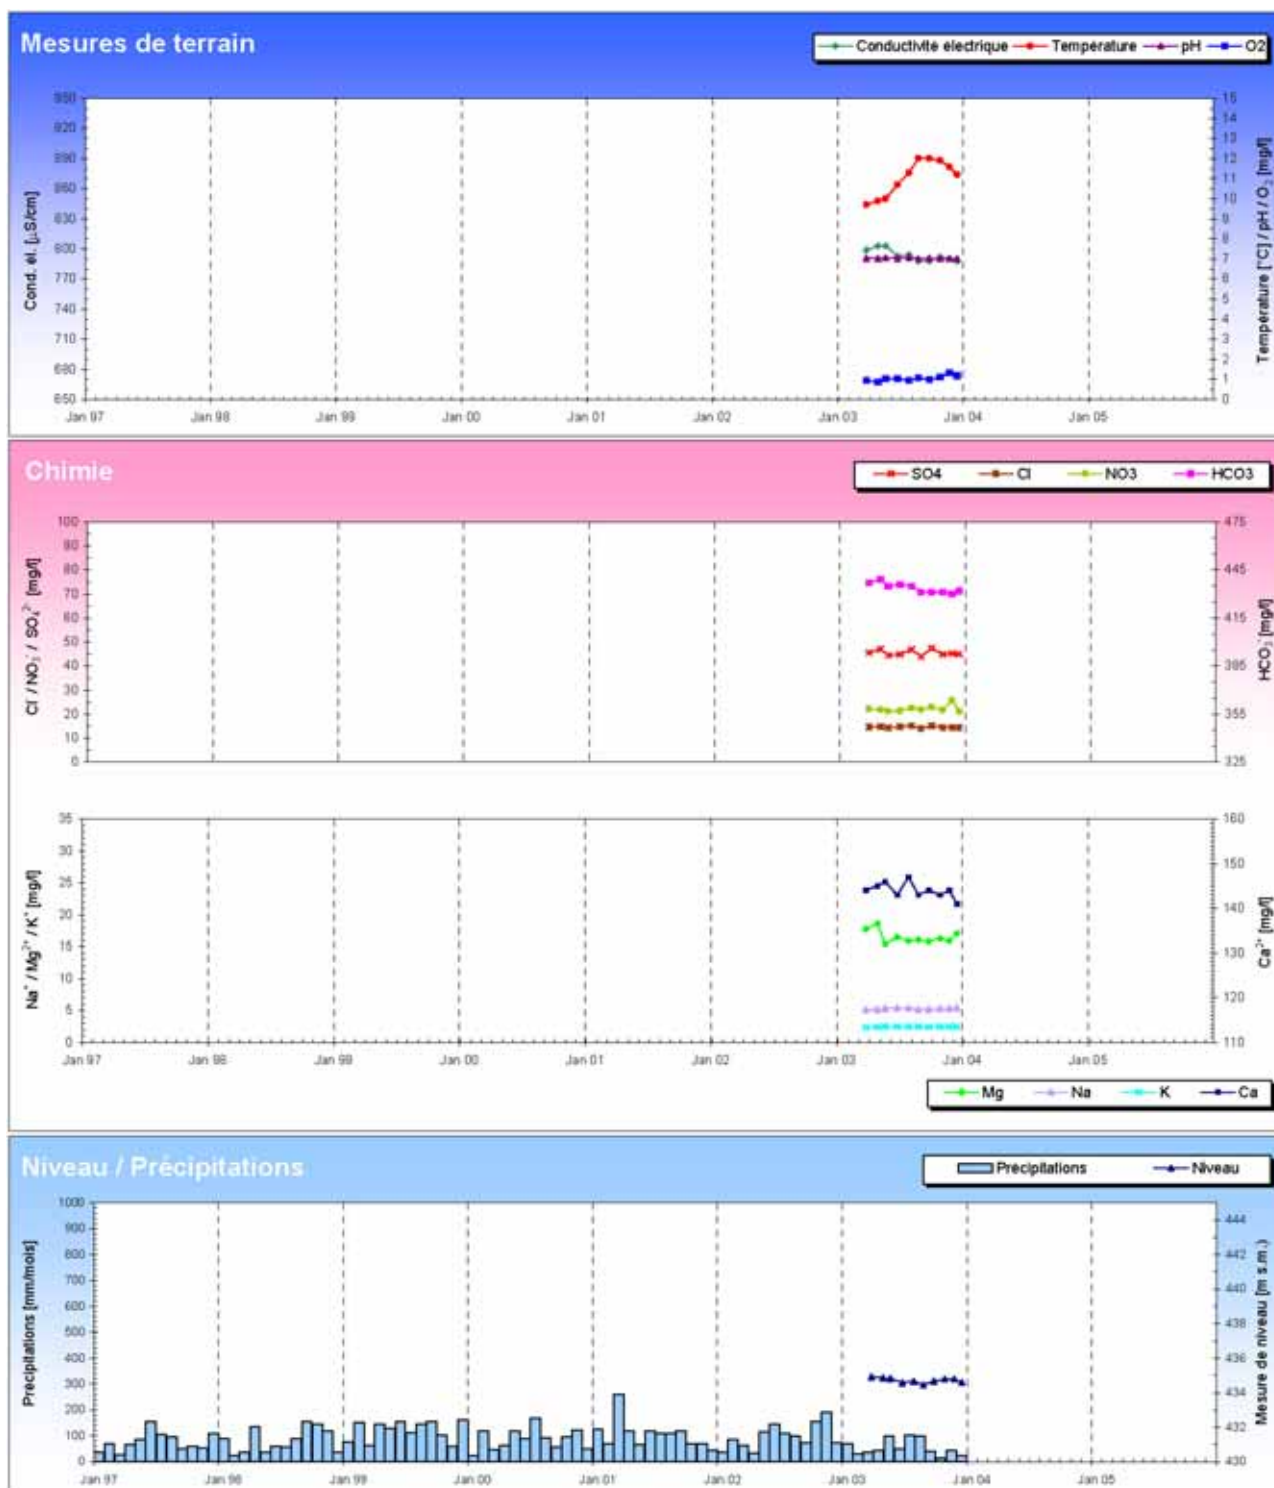 Mesures de terrain
Conductivité electrique Température pH O2
Cond. él. [µS/cm]
950 920 890 860 830 800 770 740 710 680 650
Température [°C] / pH / O₂ [mg/l]
15 14 13 12 11 10 9 8 7 6 5 4 3 2 1 0
Jan 97 Jan 98 Jan 99 Jan 00 Jan 01 Jan 02 Jan 03 Jan 04 Jan 05
Chimie
SO4 Cl NO3 HCO3
Cl⁻ / NO₃⁻ / SO₄²⁻ [mg/l]
100 90 80 70 60 50 40 30 20 10 0
HCO₃⁻ [mg/l]
475 445 415 385 355 325
Na⁺ / Mg²⁺ / K⁺ [mg/l]
35 30 25 20 15 10 5 0
Ca²⁺ [mg/l]
160 150 140 130 120 110
Jan 97 Jan 98 Jan 99 Jan 00 Jan 01 Jan 02 Jan 03 Jan 04 Jan 05
Mg Na K Ca
Niveau / Précipitations
Précipitations Niveau
Précipitations [mm/mois]
1000 900 800 700 600 500 400 300 200 100 0
Mesure de niveau [m s.m.]
444 442 440 438 436 434 432 430
Jan 97 Jan 98 Jan 99 Jan 00 Jan 01 Jan 02 Jan 03 Jan 04 Jan 05